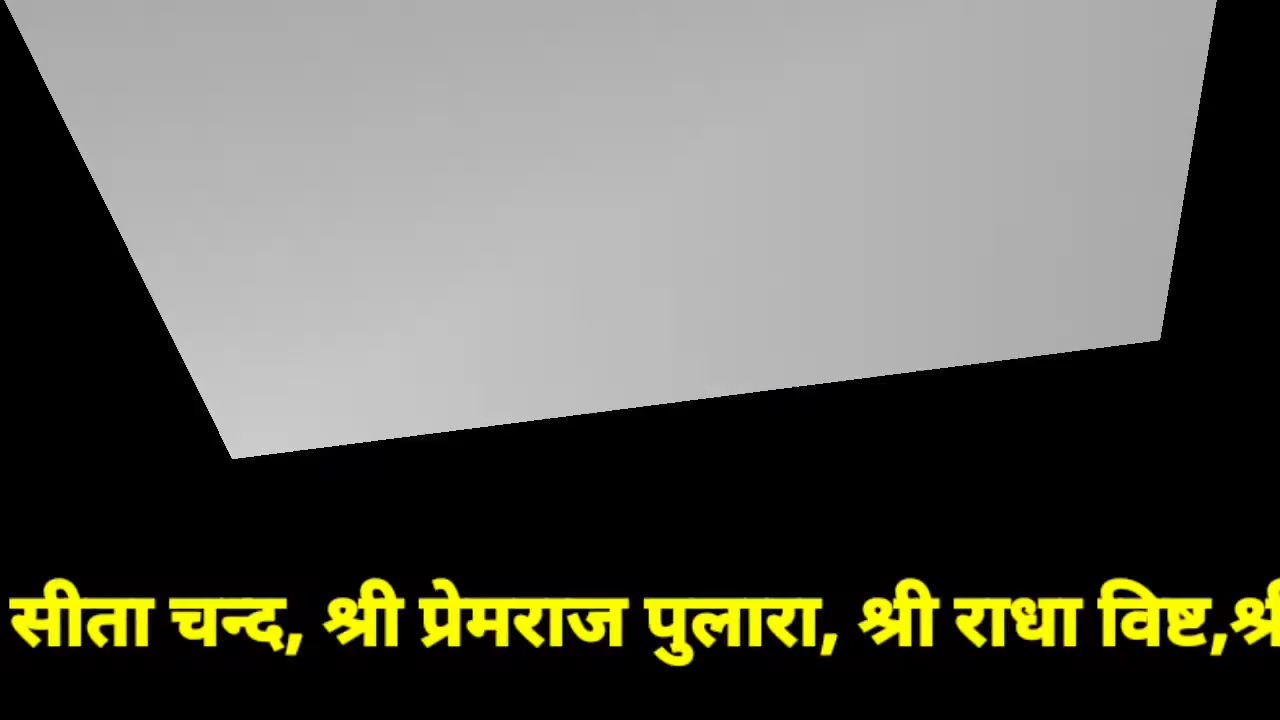 सीता चन्द, श्री प्रेमराज पुलारा, श्री राधा विष्ट,श्री